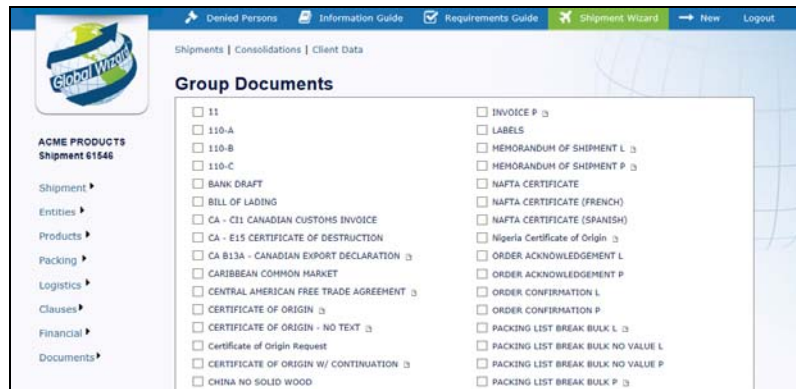 Denied Persons Information Guide Requirements Guide Shipment Wizard New Logout
Global Wizard
Shipments | Consolidations | Client Data
Group Documents
ACME PRODUCTS
Shipment 61546
Shipment
Entities
Products
Packing
Logistics
Clauses
Financial
Documents
11
110-A
110-B
110-C
BANK DRAFT
BILL OF LADING
CA - CI1 CANADIAN CUSTOMS INVOICE
CA - E15 CERTIFICATE OF DESTRUCTION
CA B13A - CANADIAN EXPORT DECLARATION
CARIBBEAN COMMON MARKET
CENTRAL AMERICAN FREE TRADE AGREEMENT
CERTIFICATE OF ORIGIN
CERTIFICATE OF ORIGIN - NO TEXT
Certificate of Origin Request
CERTIFICATE OF ORIGIN W/ CONTINUATION
CHINA NO SOLID WOOD
INVOICE P
LABELS
MEMORANDUM OF SHIPMENT L
MEMORANDUM OF SHIPMENT P
NAFTA CERTIFICATE
NAFTA CERTIFICATE (FRENCH)
NAFTA CERTIFICATE (SPANISH)
Nigeria Certificate of Origin
ORDER ACKNOWLEDGEMENT L
ORDER ACKNOWLEDGEMENT P
ORDER CONFIRMATION L
ORDER CONFIRMATION P
PACKING LIST BREAK BULK L
PACKING LIST BREAK BULK NO VALUE L
PACKING LIST BREAK BULK NO VALUE P
PACKING LIST BREAK BULK P